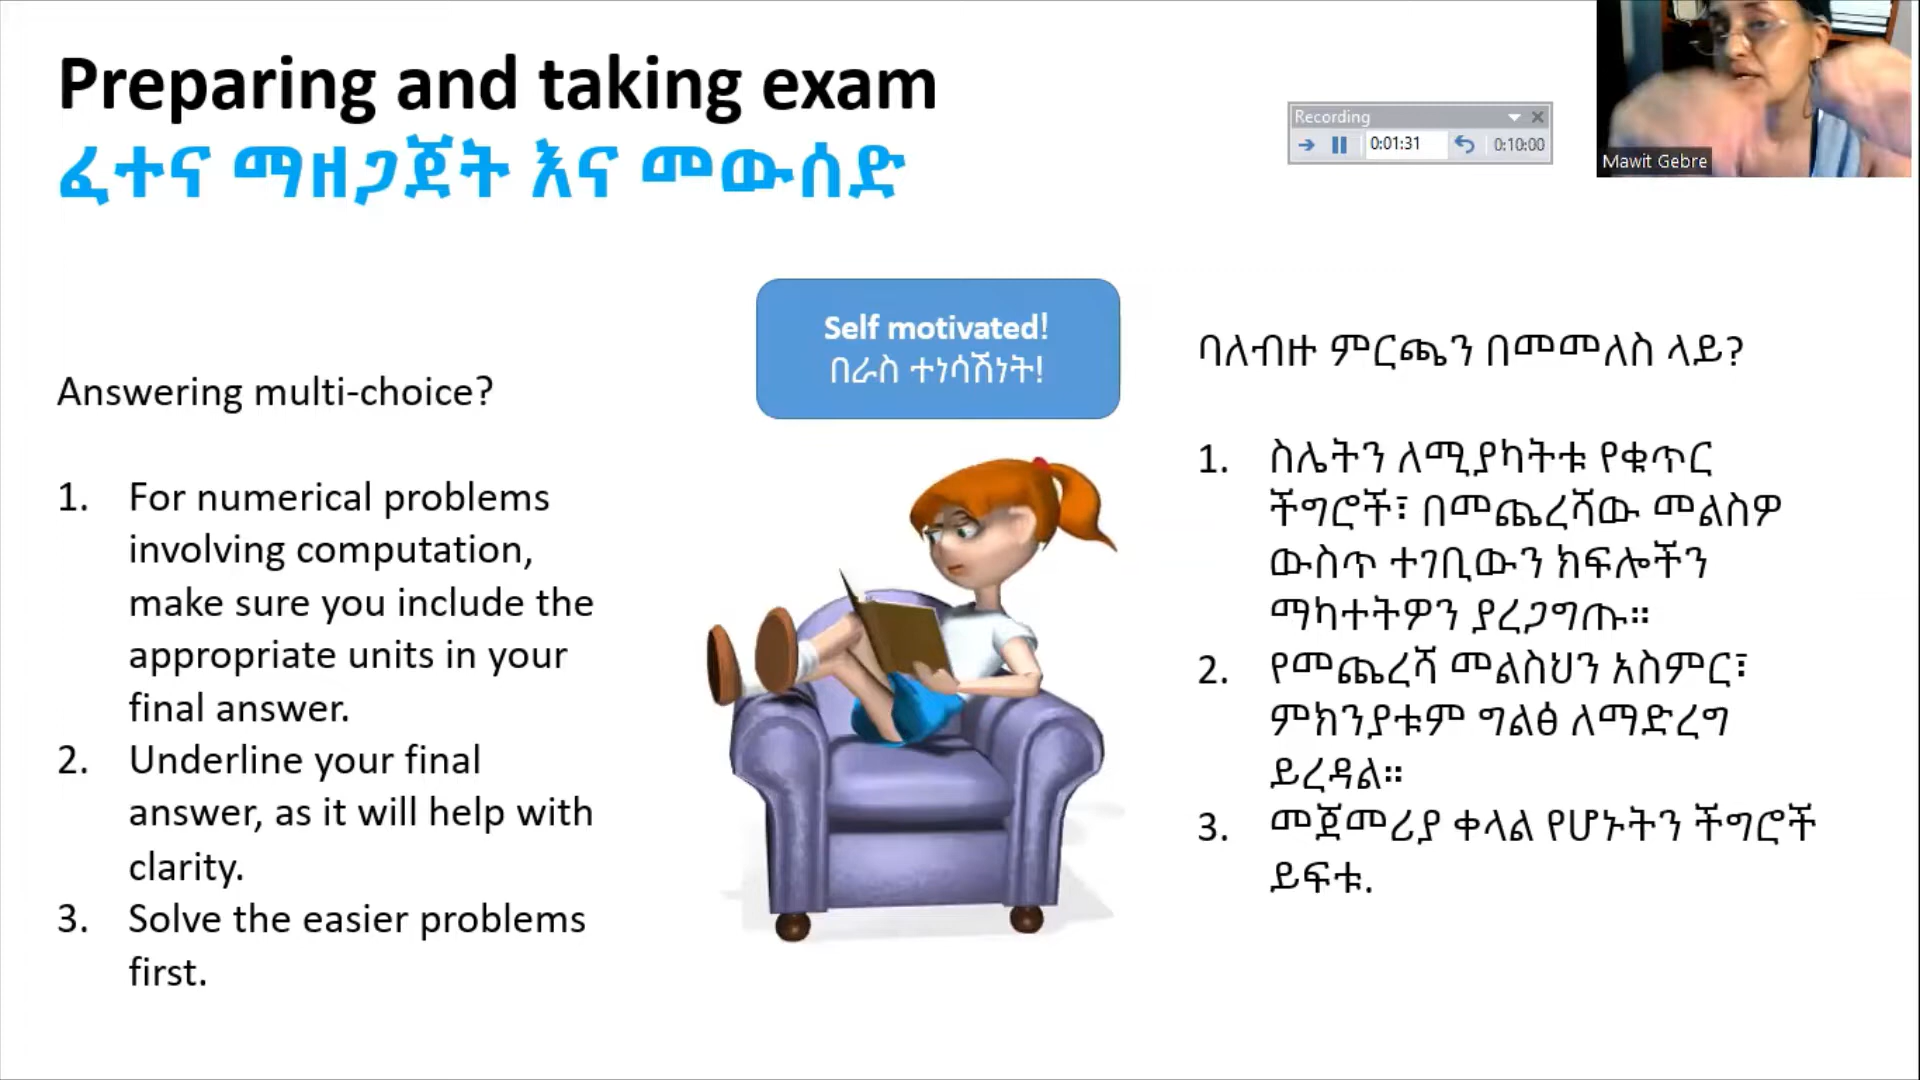 Preparing and taking exam
ፈተና ማዘጋጀት እና መውሰድ
Recording
0:01:31
0:10:00
Mawit Gebre
Self motivated!
በራስ ተነሳሽነት!
Answering multi-choice?
1. For numerical problems
involving computation,
make sure you include the
appropriate units in your
final answer.
2. Underline your final
answer, as it will help with
clarity.
3. Solve the easier problems
first.
ባለብዙ ምርጫን በመመለስ ላይ?
1. ስሌትን ለሚያካትቱ የቁጥር
ችግሮች፣ በመጨረሻው መልስዎ
ውስጥ ተገቢውን ክፍሎችን
ማካተትዎን ያረጋግጡ።
2. የመጨረሻ መልስህን አስምር፣
ምክንያቱም ግልፅ ለማድረግ
ይረዳል።
3. መጀመሪያ ቀላል የሆኑትን ችግሮች
ይፍቱ.